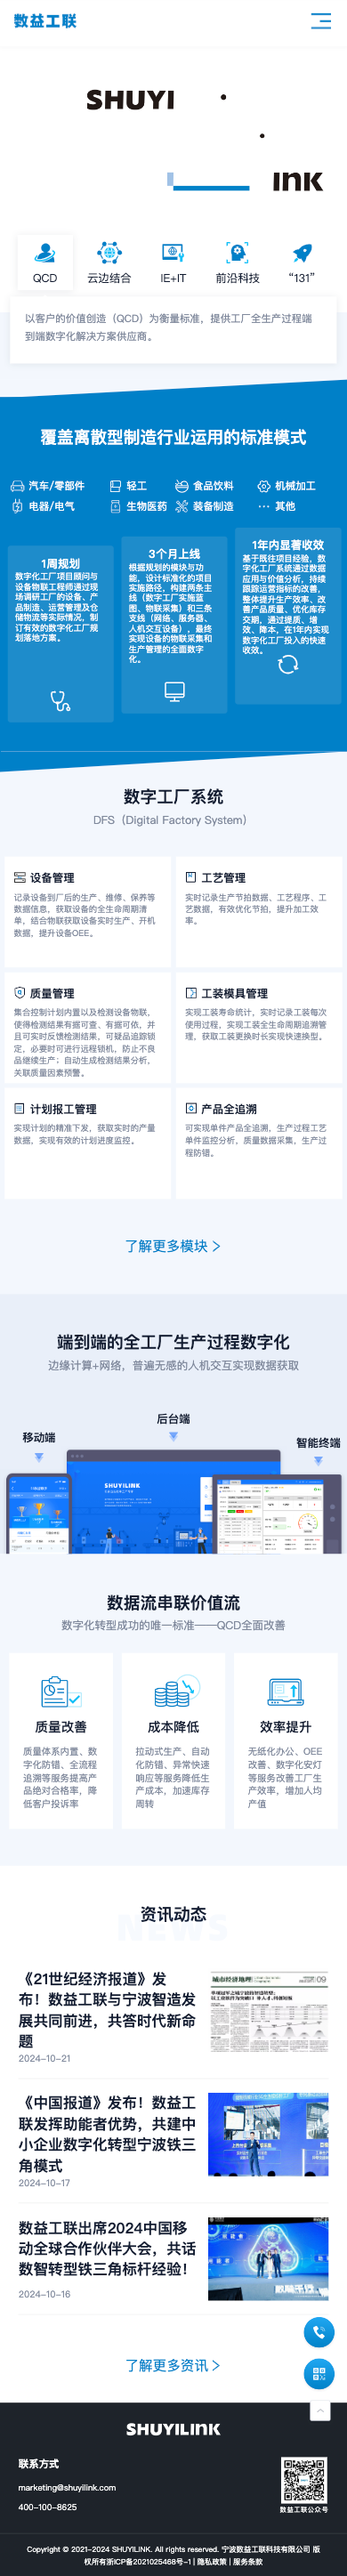 数益工联
SHUYI
INK
QCD
云边结合
IE+IT
前沿科技
“131”
以客户的价值创造（QCD）为衡量标准，提供工厂全生产过程端
到端数字化解决方案供应商。
覆盖离散型制造行业运用的标准模式
汽车/零部件
轻工
食品饮料
机械加工
电器/电气
生物医药
装备制造
其他
1周规划
数字化工厂项目顾问与
设备物联工程师通过现
场调研工厂的设备、产
品制造、运营管理及仓
储物流等实际情况，制
订有效的数字化工厂规
划落地方案。
3个月上线
根据规划的模块与功
能，设计标准化的项目
实施路径，构建两条主
线（数字工厂实施蓝
图、物联采集）和三条
支线（网络、服务器、
人机交互设备），最终
实现设备的物联采集和
生产管理的全面数字
化。
1年内显著收效
基于既往项目经验，数
字化工厂系统通过数据
应用与价值分析，持续
跟踪运营指标的改善，
整体提升生产效率、改
善产品质量、优化库存
交期，通过提质、增
效、降本，在1年内实现
数字化工厂投入的快速
收效。
数字工厂系统
DFS（Digital Factory System）
设备管理
记录设备到厂后的生产、维修、保养等
数据信息，获取设备的全生命周期清
单，结合物联获取设备实时生产、开机
数据，提升设备OEE。
工艺管理
实时记录生产节拍数据、工艺程序、工
艺数据，有效优化节拍，提升加工效
率。
质量管理
集合控制计划内置以及检测设备物联，
使得检测结果有据可查、有据可依，并
且可实时反馈检测结果，可疑品追踪锁
定，必要时可进行远程锁机，防止不良
品继续生产；自动生成检测结果分析，
关联质量因素预警。
工装模具管理
实现工装寿命统计，实时记录工装每次
使用过程，实现工装全生命周期追溯管
理，获取工装更换时长实现快速换型。
计划报工管理
实现计划的精准下发，获取实时的产量
数据，实现有效的计划进度监控。
产品全追溯
可实现单件产品全追溯，生产过程工艺
单件监控分析，质量数据采集，生产过
程防错。
了解更多模块 >
端到端的全工厂生产过程数字化
边缘计算+网络，普遍无感的人机交互实现数据获取
移动端
后台端
智能终端
SHUYILINK
数据流串联价值流
数字化转型成功的唯一标准——QCD全面改善
质量改善
质量体系内置、数
字化防错、全流程
追溯等服务提高产
品绝对合格率，降
低客户投诉率
成本降低
拉动式生产、自动
化防错、异常快速
响应等服务降低生
产成本，加速库存
周转
效率提升
无纸化办公、OEE
改善、数字化安灯
等服务改善工厂生
产效率，增加人均
产值
NEWS
资讯动态
《21世纪经济报道》发
布！数益工联与宁波智造发
展共同前进，共答时代新命
题
2024-10-21
城市经济地理
09
《中国报道》发布！数益工
联发挥助能者优势，共建中
小企业数字化转型宁波铁三
角模式
2024-10-17
数益工联出席2024中国移
动全球合作伙伴大会，共话
数智转型铁三角标杆经验！
2024-10-16
了解更多资讯 >
SHUYILINK
联系方式
marketing@shuyilink.com
400-100-8625
数益工联公众号
Copyright © 2021-2024 SHUYILINK. All rights reserved. 宁波数益工联科技有限公司 版
权所有浙ICP备2021025468号-1 | 隐私政策 | 服务条款